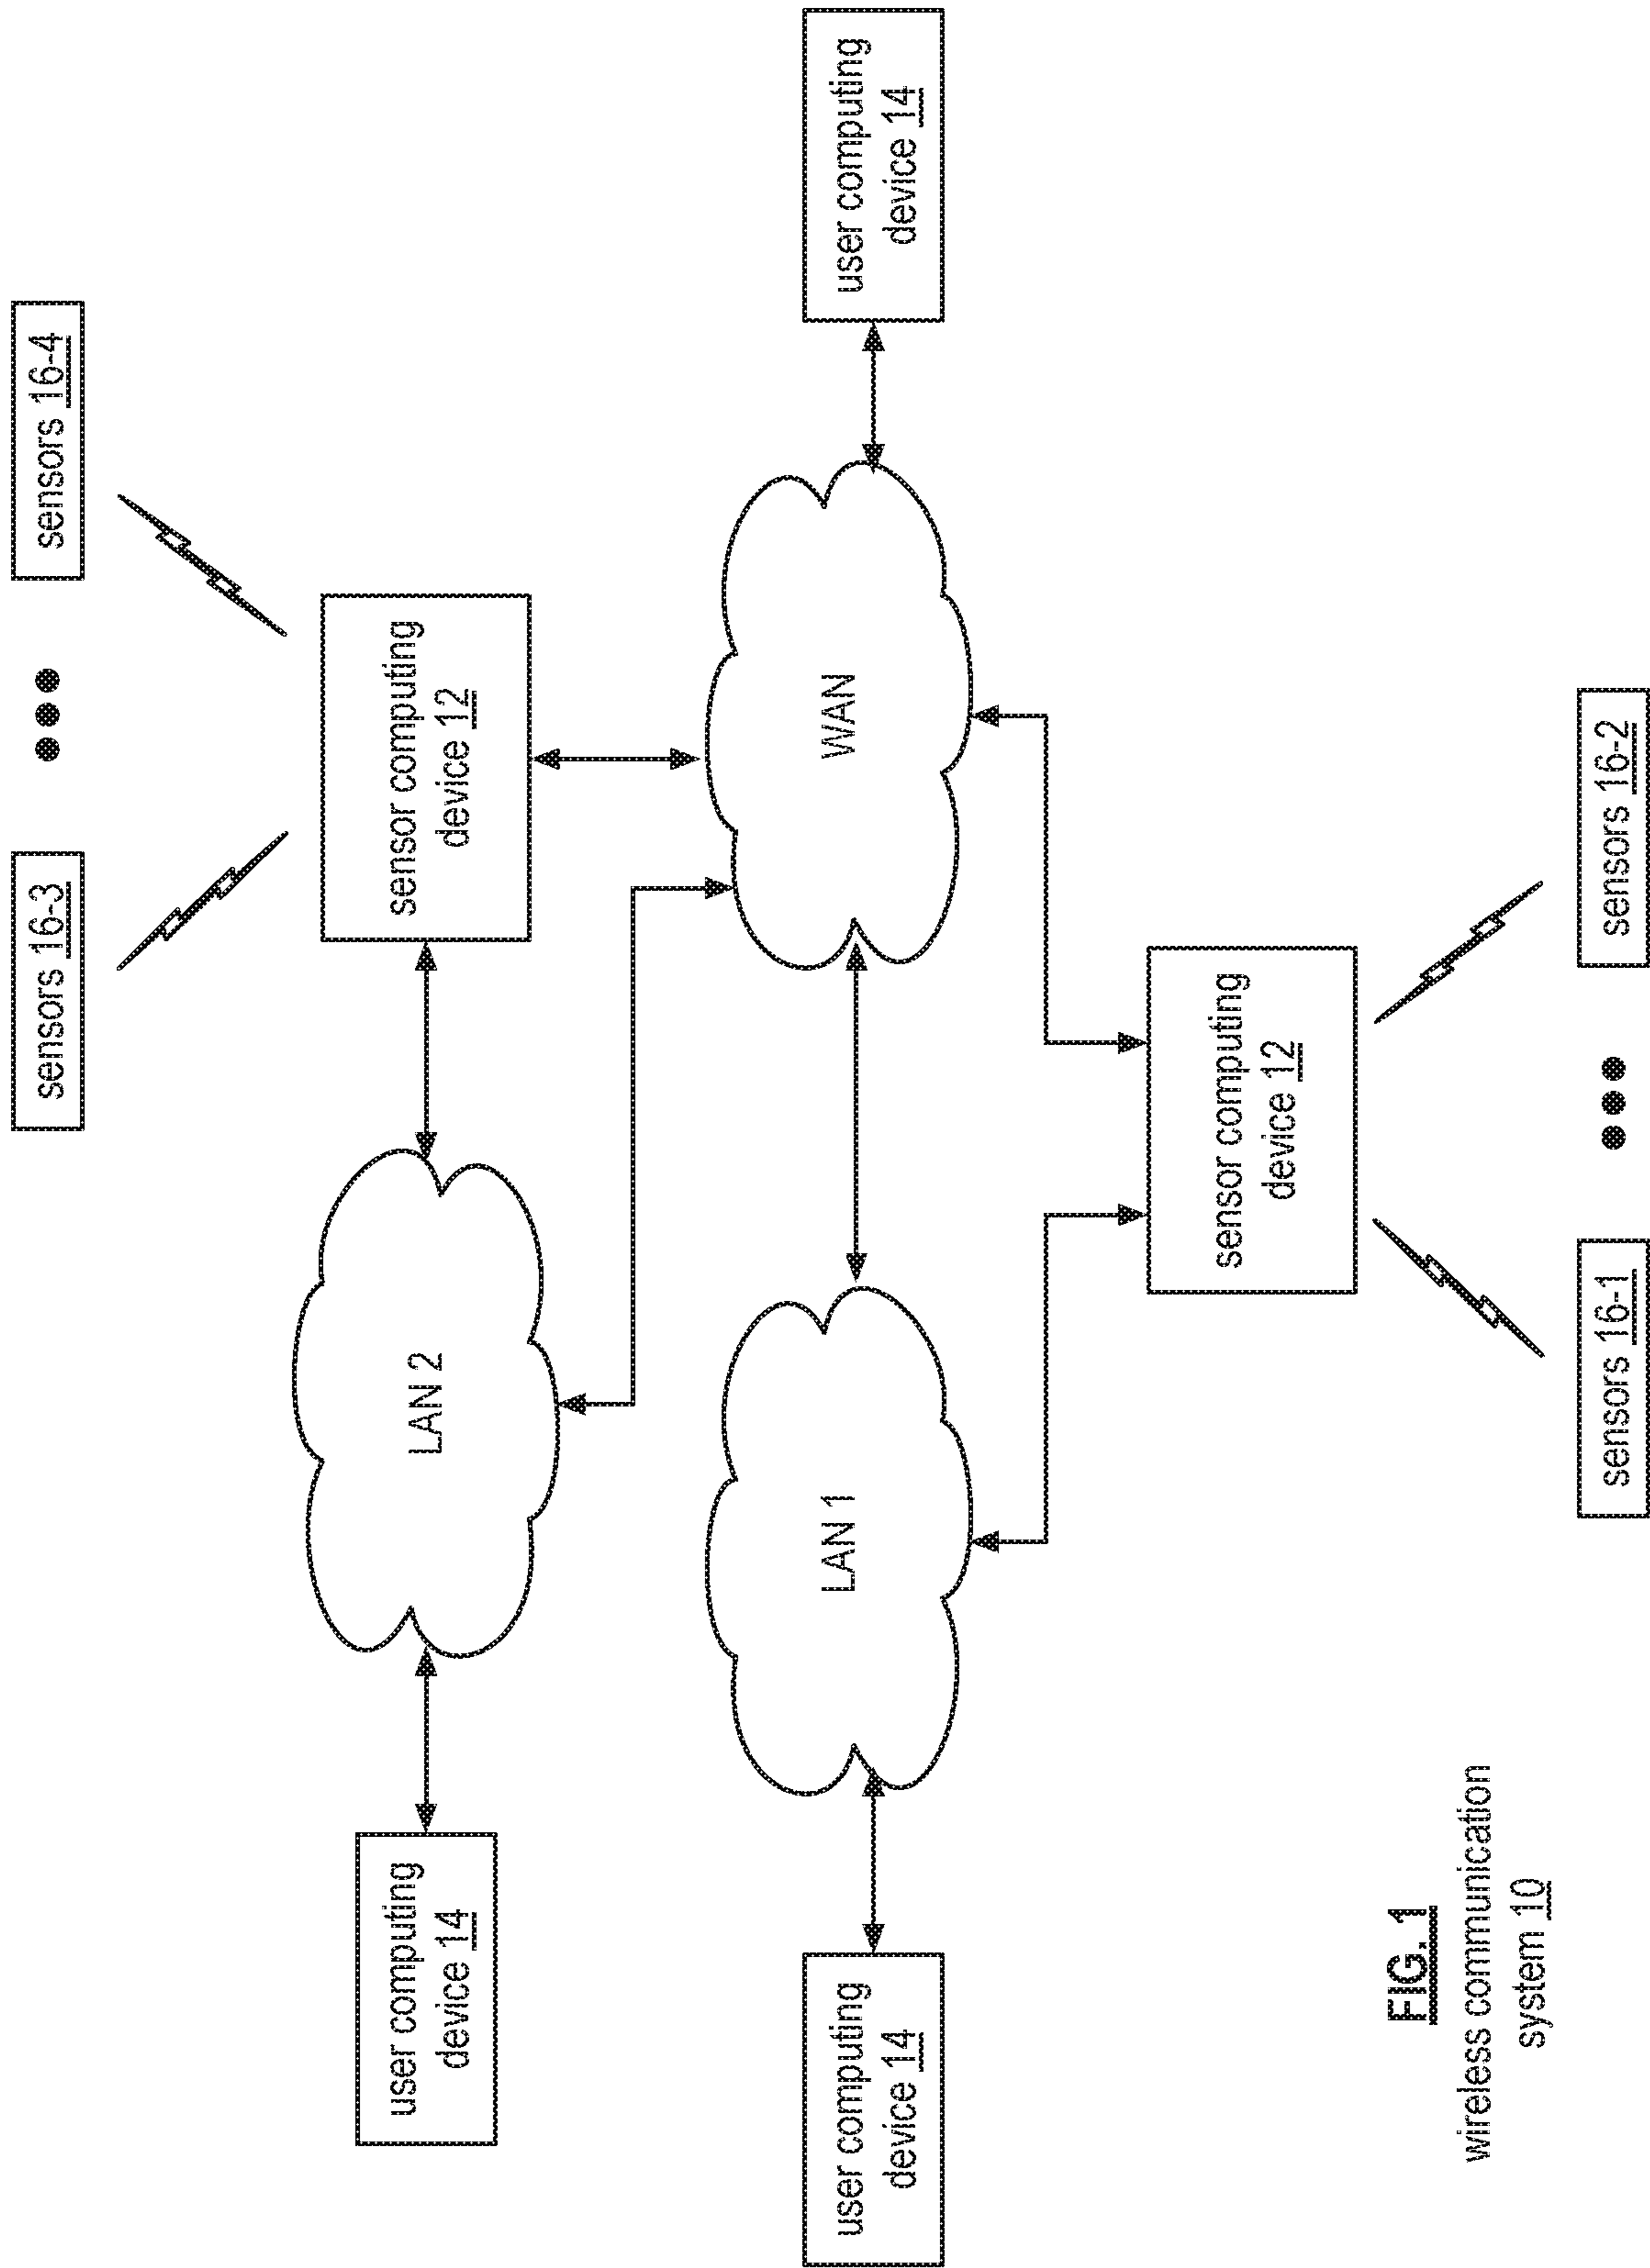 sensors 16-3
sensors 16-4
user computing
device 14
LAN 2
sensor computing
device 12
user computing
device 14
LAN 1
WAN
user computing
device 14
sensor computing
device 12
sensors 16-1
sensors 16-2
FIG. 1
wireless communication
system 10